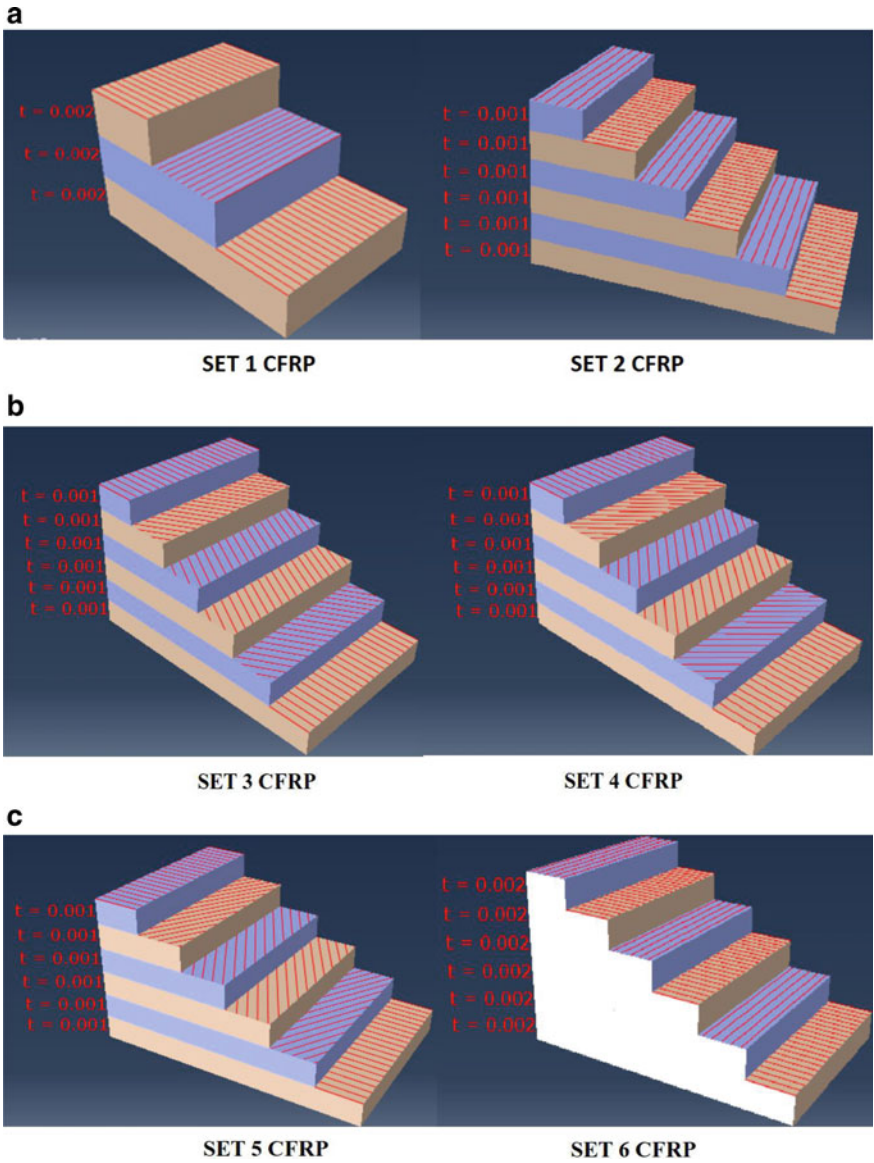 a
t = 0.002
t = 0.002
t = 0.002
t = 0.001
t = 0.001
t = 0.001
t = 0.001
t = 0.001
t = 0.001
SET 1 CFRP
SET 2 CFRP
b
t = 0.001
t = 0.001
t = 0.001
t = 0.001
t = 0.001
t = 0.001
t = 0.001
t = 0.001
t = 0.001
t = 0.001
t = 0.001
t = 0.001
SET 3 CFRP
SET 4 CFRP
c
t = 0.001
t = 0.001
t = 0.001
t = 0.001
t = 0.001
t = 0.001
t = 0.002
t = 0.002
t = 0.002
t = 0.002
t = 0.002
t = 0.002
SET 5 CFRP
SET 6 CFRP